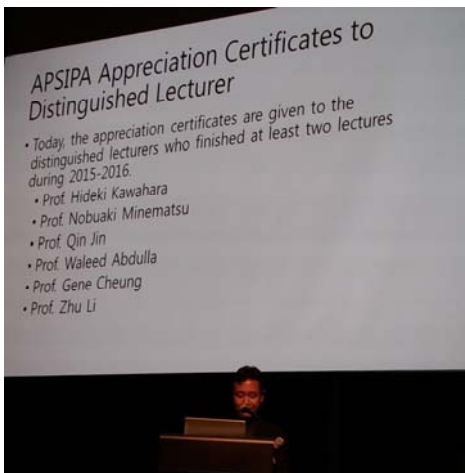 APSIPA Appreciation Certificates to
Distinguished Lecturer
• Today, the appreciation certificates are given to the
distinguished lecturers who finished at least two lectures
during 2015-2016.
• Prof. Hideki Kawahara
• Prof. Nobuaki Minematsu
• Prof. Qin Jin
• Prof. Waleed Abdulla
• Prof. Gene Cheung
• Prof. Zhu Li